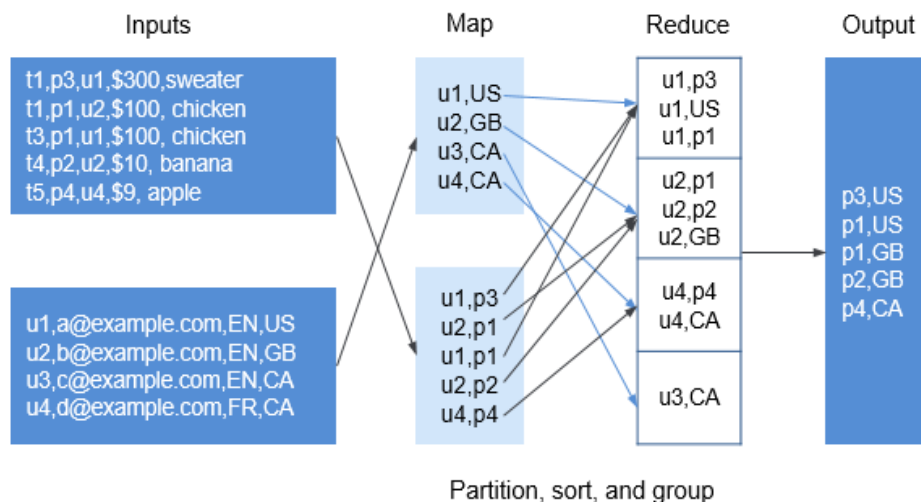 Inputs
Map
Reduce
Output
t1,p3,u1,$300,sweater
t1,p1,u2,$100, chicken
t3,p1,u1,$100, chicken
t4,p2,u2,$10, banana
t5,p4,u4,$9, apple
u1,a@example.com,EN,US
u2,b@example.com,EN,GB
u3,c@example.com,EN,CA
u4,d@example.com,FR,CA
u1,US
u2,GB
u3,CA
u4,CA
u1,p3
u2,p1
u1,p1
u2,p2
u4,p4
u1,p3
u1,US
u1,p1
u2,p1
u2,p2
u2,GB
u4,p4
u4,CA
u3,CA
p3,US
p1,US
p1,GB
p2,GB
p4,CA
Partition, sort, and group